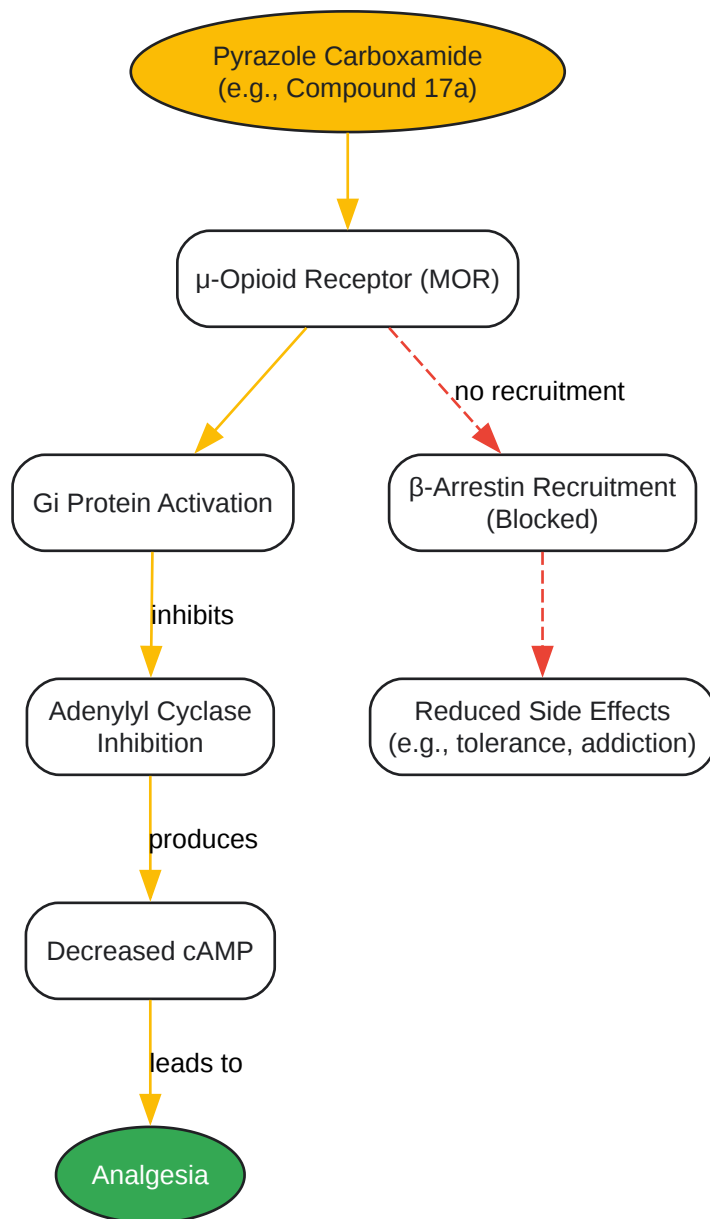 Pyrazole Carboxamide
(e.g., Compound 17a)
μ-Opioid Receptor (MOR)
no recruitment
Gi Protein Activation
β-Arrestin Recruitment
(Blocked)
inhibits
Adenylyl Cyclase
Inhibition
Reduced Side Effects
(e.g., tolerance, addiction)
produces
Decreased cAMP
leads to
Analgesia